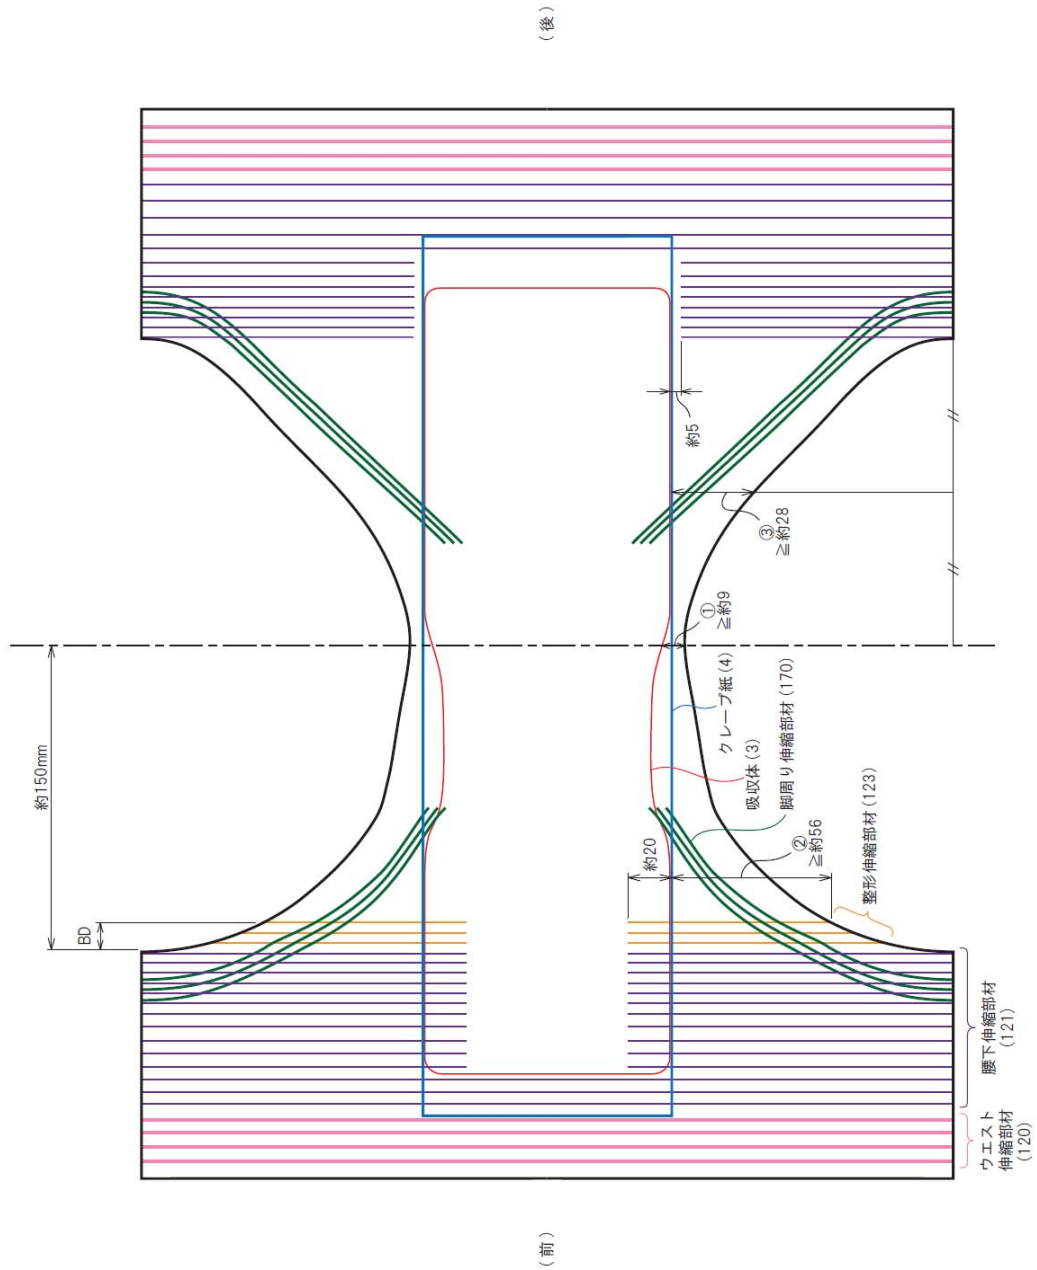 (後)
約150mm
BD
約5
③
≧約28
①
≧約9
クレープ紙(4)
吸収体(3)
脚周り伸縮部材(170)
約20
②
≧約56
整形伸縮部材(123)
腰下伸縮部材
(121)
ウエスト
伸縮部材
(120)
(前)